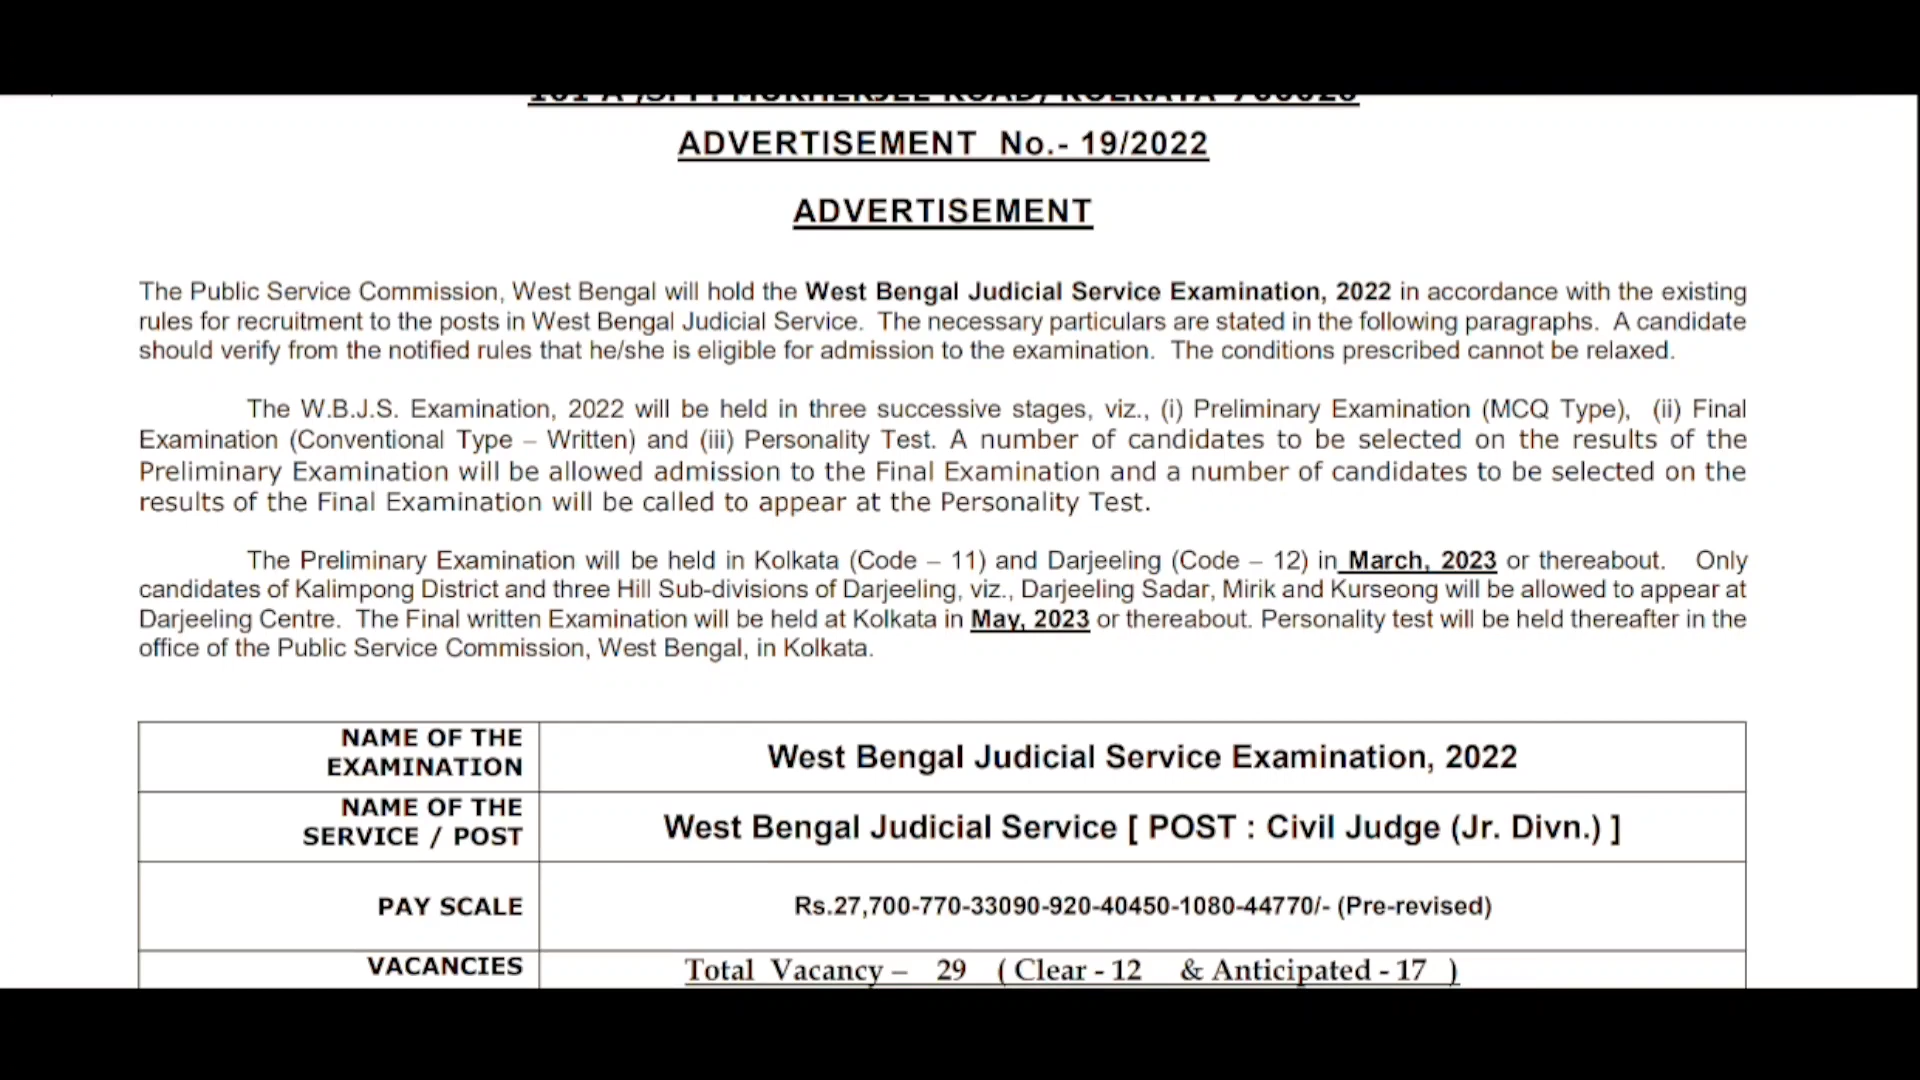 ADVERTISEMENT No.- 19/2022
ADVERTISEMENT
The Public Service Commission, West Bengal will hold the West Bengal Judicial Service Examination, 2022 in accordance with the existing
rules for recruitment to the posts in West Bengal Judicial Service. The necessary particulars are stated in the following paragraphs. A candidate
should verify from the notified rules that he/she is eligible for admission to the examination. The conditions prescribed cannot be relaxed.
The W.B.J.S. Examination, 2022 will be held in three successive stages, viz., (i) Preliminary Examination (MCQ Type), (ii) Final
Examination (Conventional Type – Written) and (iii) Personality Test. A number of candidates to be selected on the results of the
Preliminary Examination will be allowed admission to the Final Examination and a number of candidates to be selected on the
results of the Final Examination will be called to appear at the Personality Test.
The Preliminary Examination will be held in Kolkata (Code – 11) and Darjeeling (Code – 12) in March, 2023 or thereabout. Only
candidates of Kalimpong District and three Hill Sub-divisions of Darjeeling, viz., Darjeeling Sadar, Mirik and Kurseong will be allowed to appear at
Darjeeling Centre. The Final written Examination will be held at Kolkata in May, 2023 or thereabout. Personality test will be held thereafter in the
office of the Public Service Commission, West Bengal, in Kolkata.
NAME OF THE
EXAMINATION
West Bengal Judicial Service Examination, 2022
NAME OF THE
SERVICE / POST
West Bengal Judicial Service [ POST : Civil Judge (Jr. Divn.) ]
PAY SCALE
Rs.27,700-770-33090-920-40450-1080-44770/- (Pre-revised)
VACANCIES
Total Vacancy – 29 ( Clear - 12 & Anticipated - 17 )